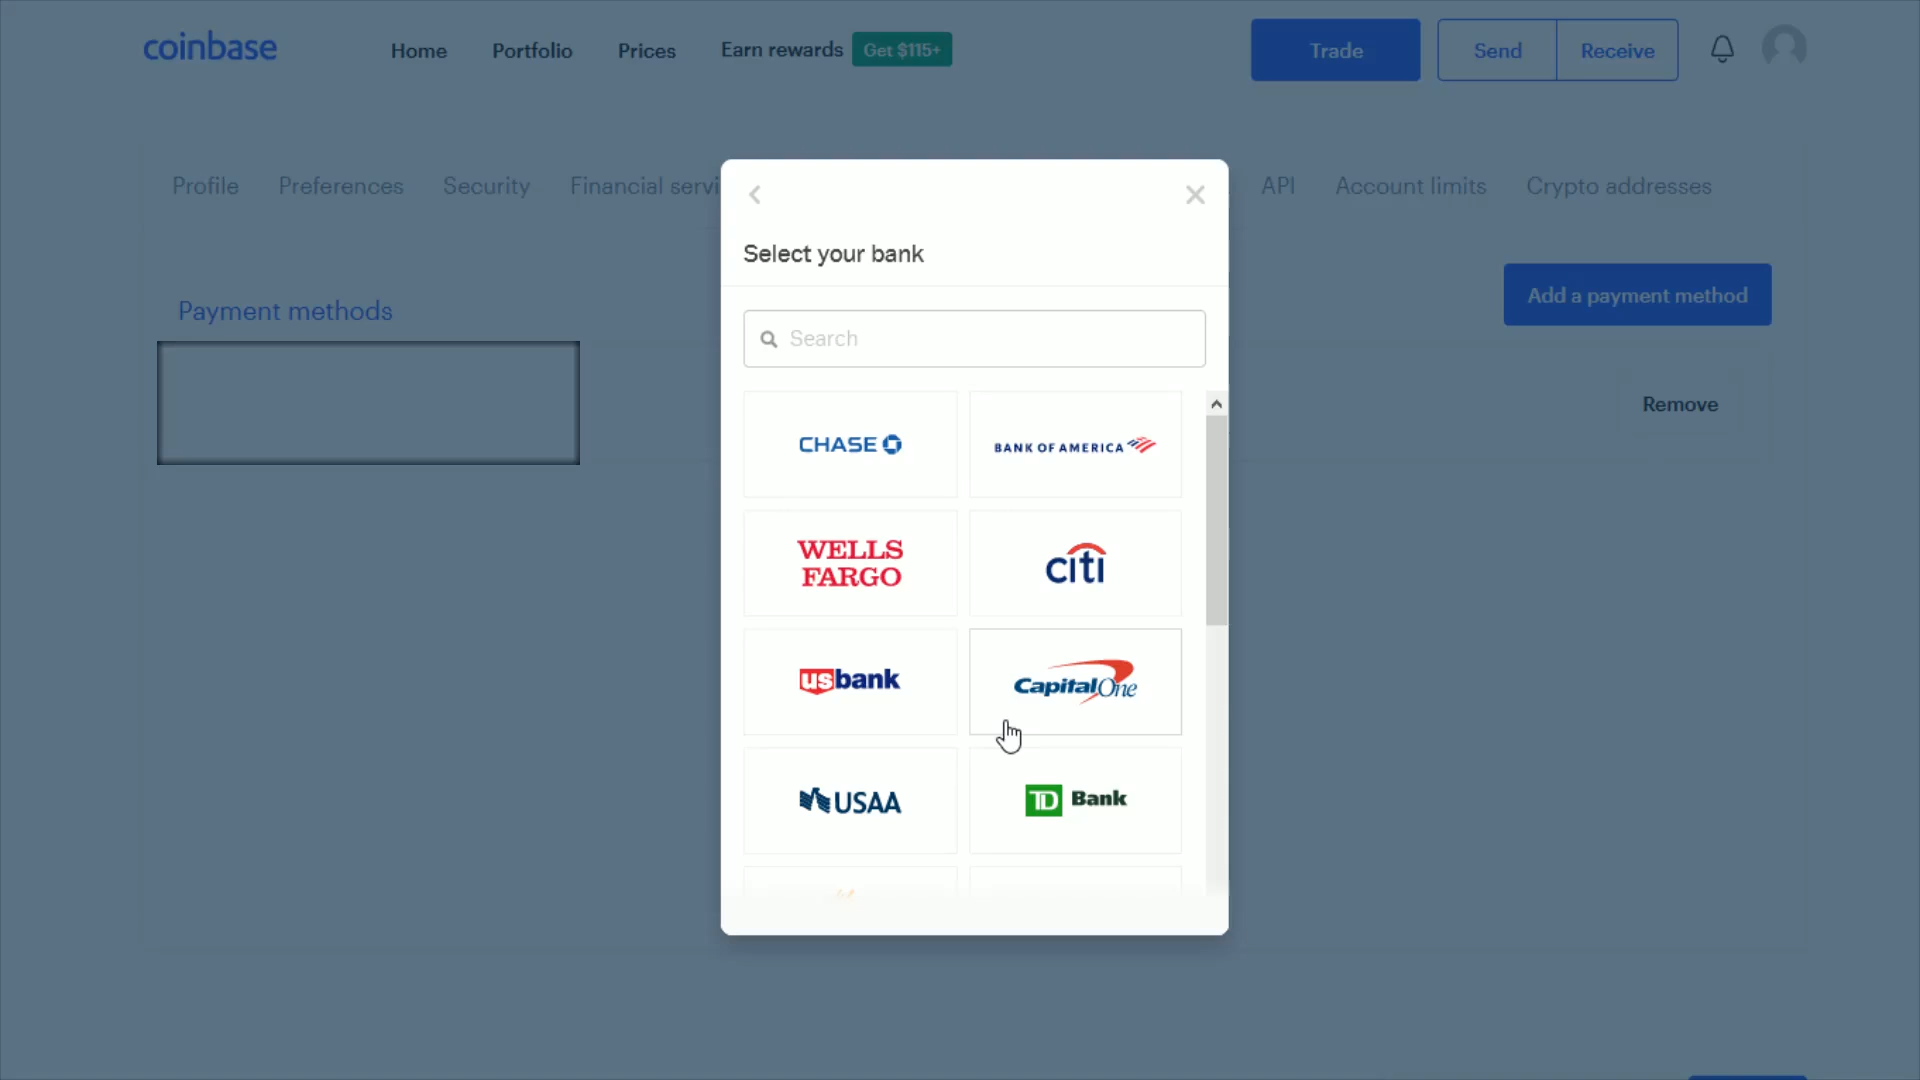 coinbase
Home
Portfolio
Prices
Earn rewards
Get $115+
Trade
Send
Receive
Profile
Preferences
Security
Financial servi
API
Account limits
Crypto addresses
Select your bank
Payment methods
Add a payment method
Search
Remove
CHASE
BANK OF AMERICA
WELLS
FARGO
citi
usbank
Capital One
USAA
TD Bank